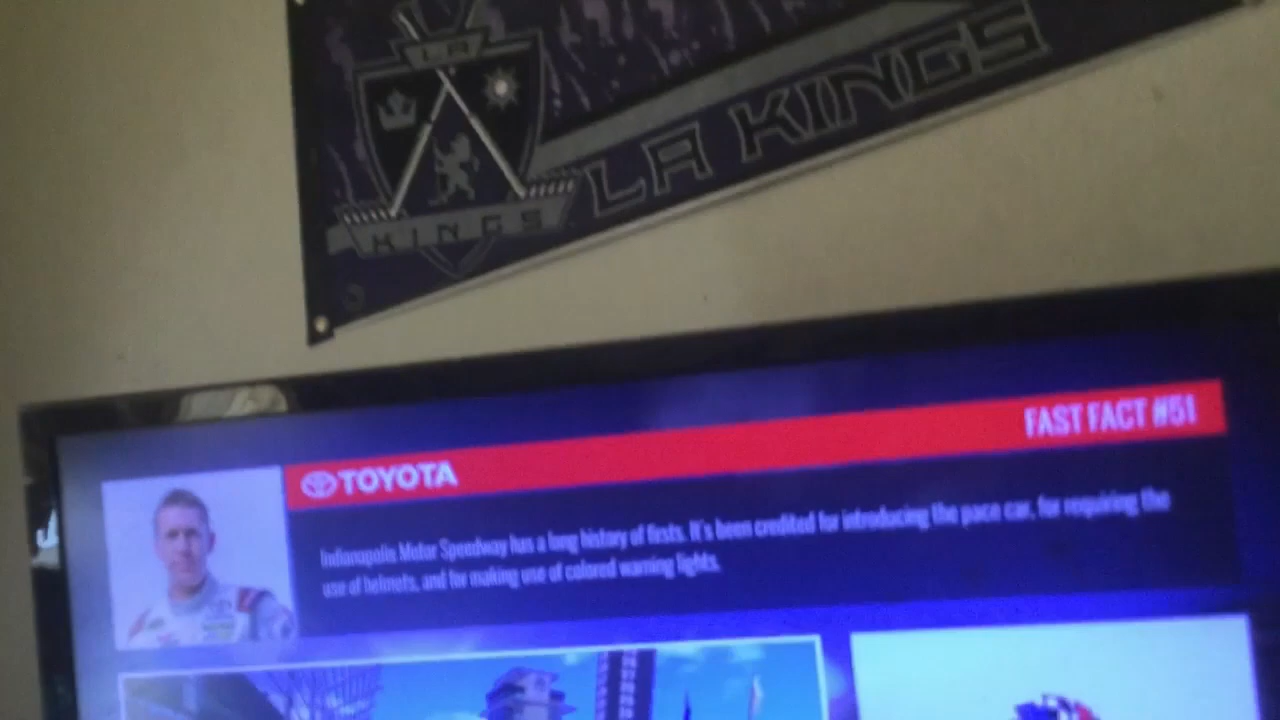 LA
KINGS
LA KINGS
TOYOTA
FAST FACT #51
Indianapolis Motor Speedway has a long history of firsts. It's been credited for introducing the pace car, for requiring the
use of helmets, and for making use of colored warning lights.